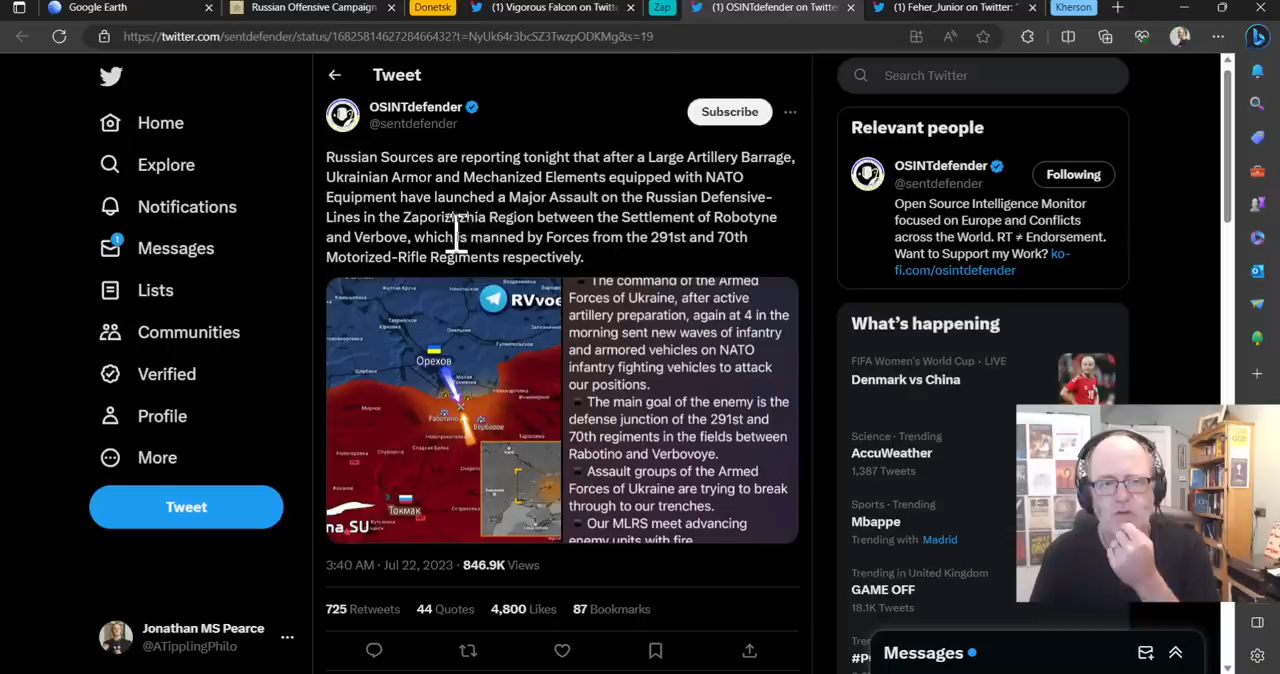 Google Earth
Russian Offensive Campaign
Donetsk
(1) Vigorous Falcon on Twitte
Zap
(1) OSINTdefender on Twitter:
(1) Feher_Junior on Twitter: "
Kherson
https://twitter.com/sentdefender/status/1682581462728466432?t=NyUk64r3bcSZ3TwzpODKMg&s=19
Home
Explore
Notifications
1
Messages
Lists
Communities
Verified
Profile
More
Tweet
Jonathan MS Pearce
@ATipplingPhilo
Tweet
OSINTdefender
@sentdefender
Subscribe
Russian Sources are reporting tonight that after a Large Artillery Barrage,
Ukrainian Armor and Mechanized Elements equipped with NATO
Equipment have launched a Major Assault on the Russian Defensive-
Lines in the Zaporizhzhia Region between the Settlement of Robotyne
and Verbove, which is manned by Forces from the 291st and 70th
Motorized-Rifle Regiments respectively.
RVvoe
Орехов
Работино
Вербовое
Токмак
na.SU
The command of the Armed
Forces of Ukraine, after active
artillery preparation, again at 4 in the
morning sent new waves of infantry
and armored vehicles on NATO
infantry fighting vehicles to attack
our positions.
The main goal of the enemy is the
defense junction of the 291st and
70th regiments in the fields between
Rabotino and Verbovoye.
Assault groups of the Armed
Forces of Ukraine are trying to break
through to our trenches.
Our MLRS meet advancing
enemy units with fire.
3:40 AM · Jul 22, 2023 · 846.9K Views
725 Retweets 44 Quotes 4,800 Likes 87 Bookmarks
Search Twitter
Relevant people
OSINTdefender
@sentdefender
Following
Open Source Intelligence Monitor
focused on Europe and Conflicts
across the World. RT ≠ Endorsement.
Want to Support my Work? ko-
fi.com/osintdefender
What's happening
FIFA Women's World Cup · LIVE
Denmark vs China
Science · Trending
AccuWeather
1,387 Tweets
Sports · Trending
Mbappe
Trending with Madrid
Trending in United Kingdom
GAME OFF
18.1K Tweets
Messages